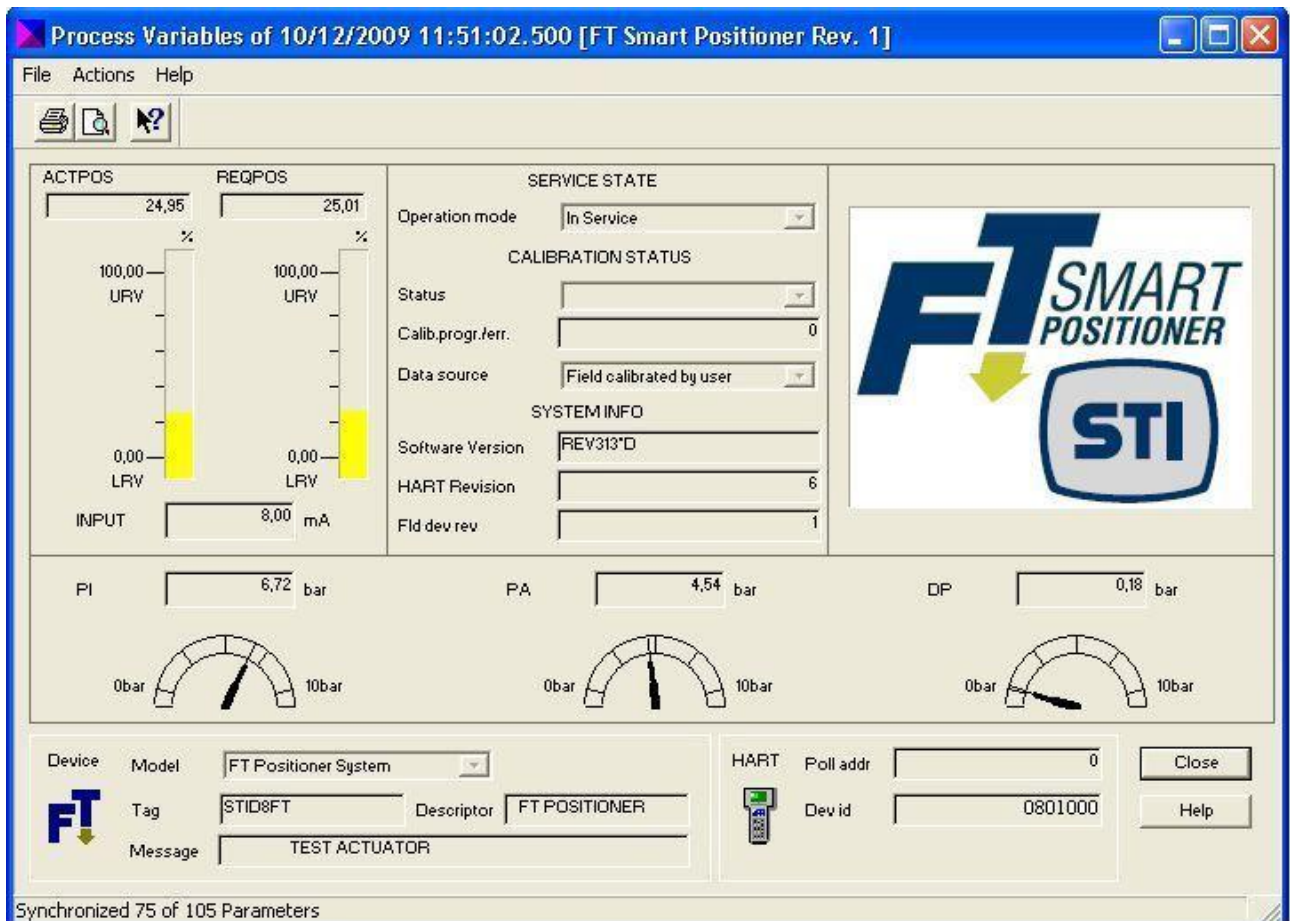 Process Variables of 10/12/2009 11:51:02.500 [FT Smart Positioner Rev. 1]
File Actions Help
ACTPOS REQPOS
24,95 25,01
% %
100,00 100,00
URV URV
0,00 0,00
LRV LRV
INPUT 8,00 mA
SERVICE STATE
Operation mode In Service
CALIBRATION STATUS
Status
Calib.progr./err. 0
Data source Field calibrated by user
SYSTEM INFO
Software Version REV313"D
HART Revision 6
Fld dev rev 1
FT SMART
POSITIONER
STI
PI 6,72 bar PA 4,54 bar DP 0,18 bar
0bar 10bar 0bar 10bar 0bar 10bar
Device Model FT Positioner System
FT Tag STID8FT Descriptor FT POSITIONER
Message TEST ACTUATOR
HART Poll addr 0
Dev id 0801000
Close
Help
Synchronized 75 of 105 Parameters